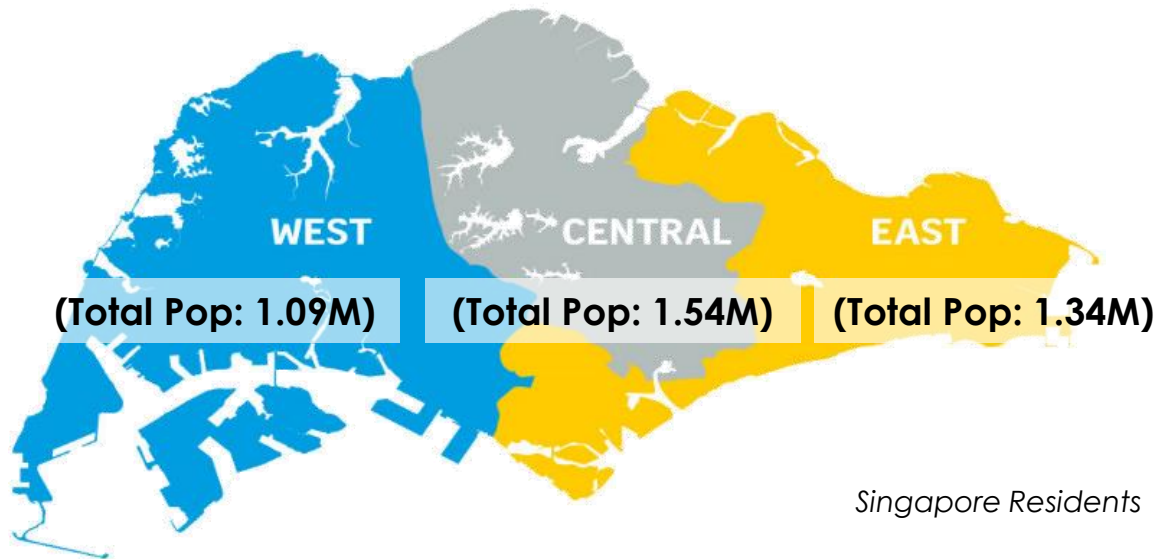 WEST
CENTRAL
EAST
(Total Pop: 1.09M)
(Total Pop: 1.54M)
(Total Pop: 1.34M)
Singapore Residents